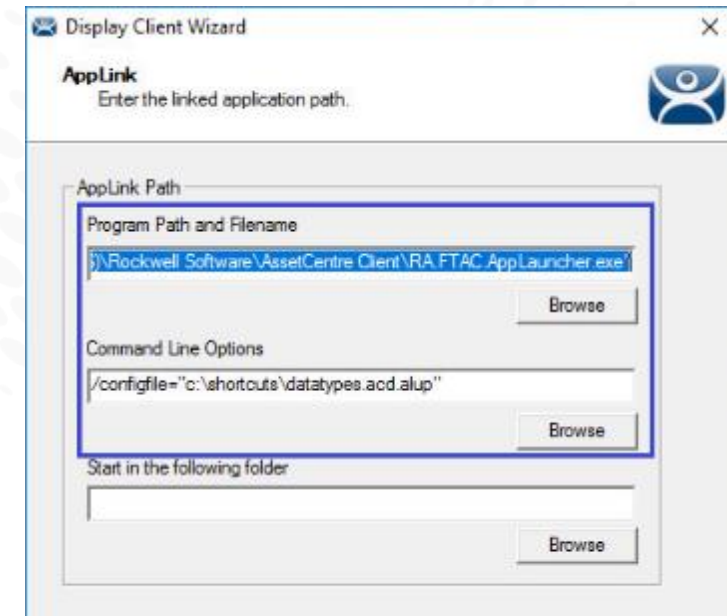 Display Client Wizard
AppLink
Enter the linked application path.
AppLink Path
Program Path and Filename
)\Rockwell Software\AssetCentre Client\RA.FTAC.AppLauncher.exe"
Browse
Command Line Options
/configfile="c:\shortcuts\datatypes.acd.alup"
Browse
Start in the following folder
Browse